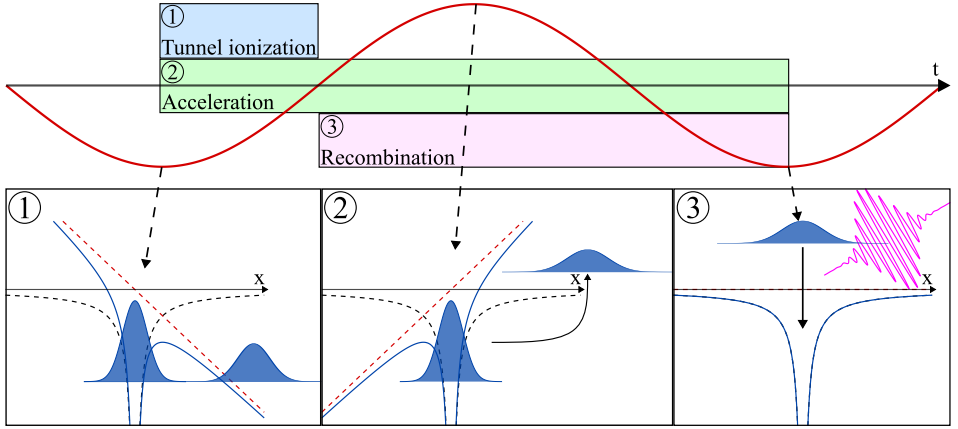 ①
Tunnel ionization
②
Acceleration
t
③
Recombination
①
x
②
x
③
x